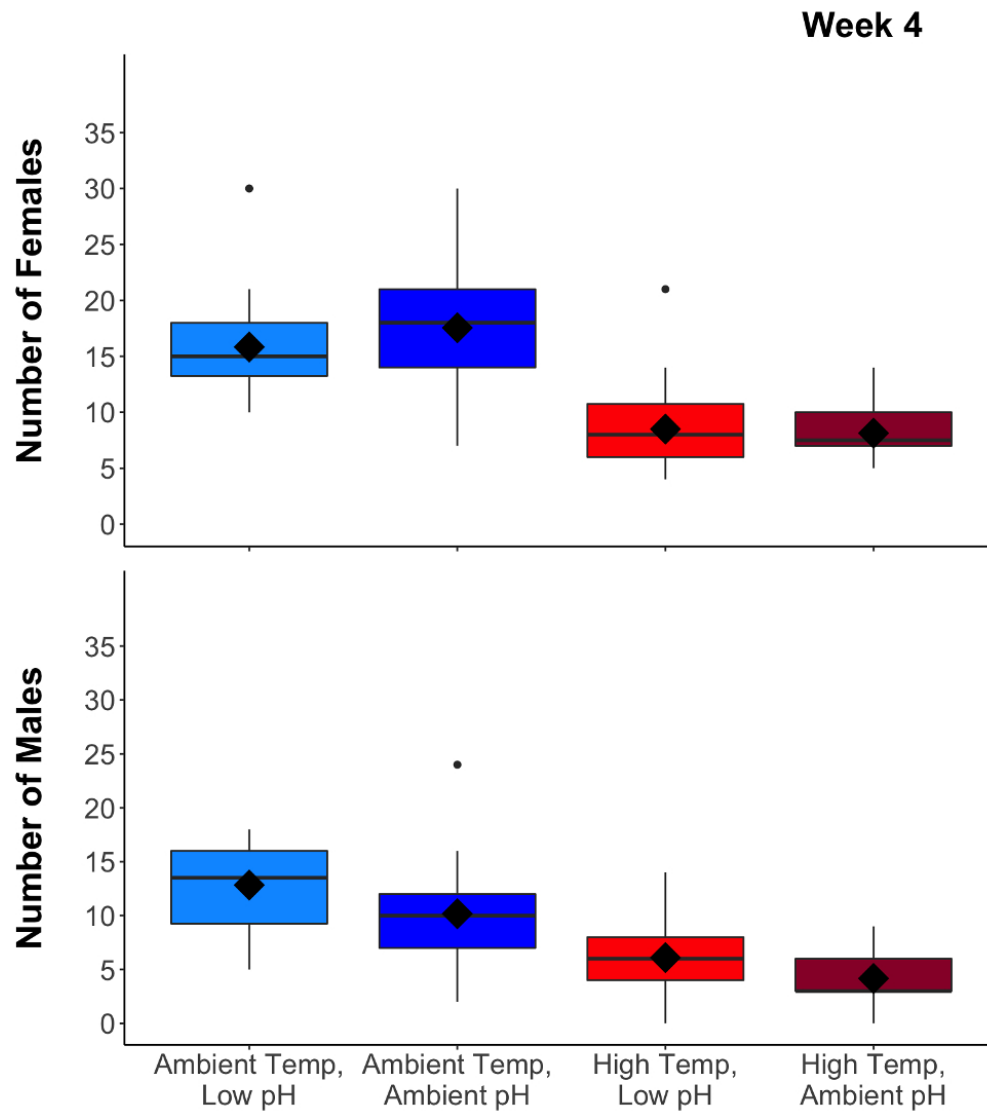 Week 4
Number of Females
35
30
25
20
15
10
5
0
Number of Males
35
30
25
20
15
10
5
0
Ambient Temp,
Low pH
Ambient Temp,
Ambient pH
High Temp,
Low pH
High Temp,
Ambient pH